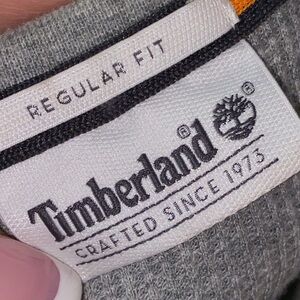 REGULAR FIT
Timberland®
CRAFTED SINCE 1973